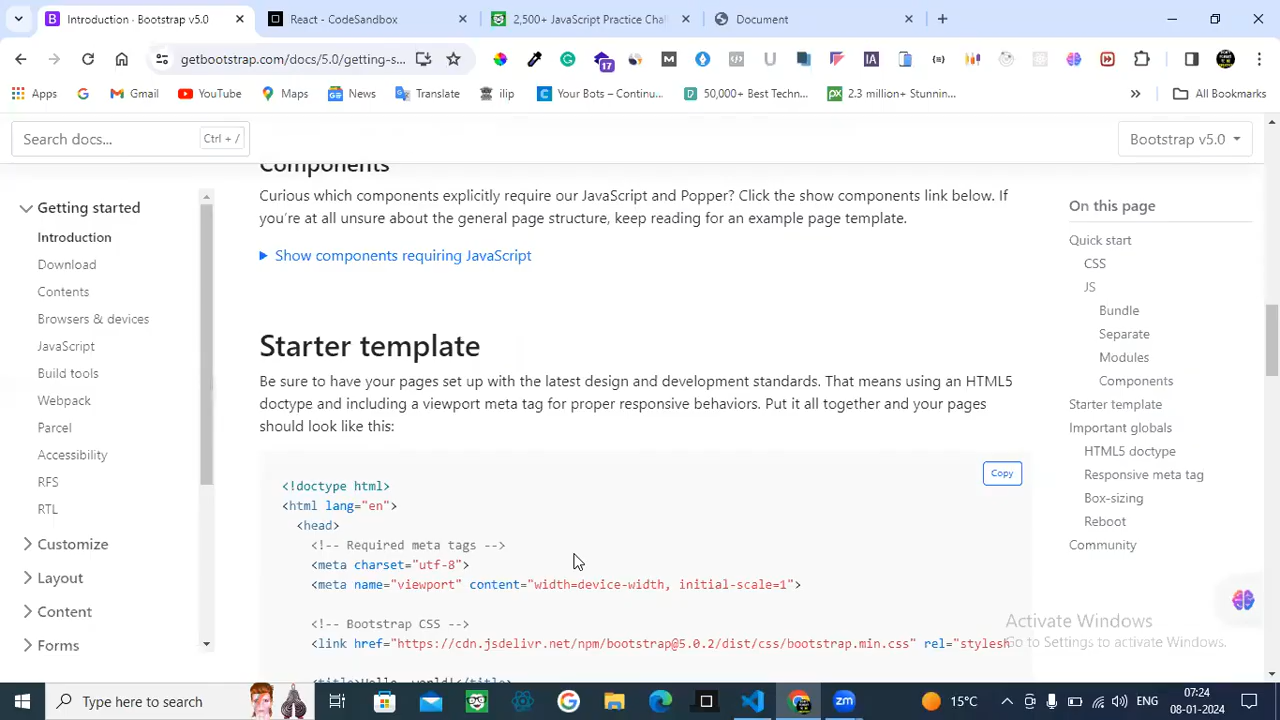 Introduction · Bootstrap v5.0
React - CodeSandbox
2,500+ JavaScript Practice Chal
Document
getbootstrap.com/docs/5.0/getting-s...
17
Apps
Gmail
YouTube
Maps
News
Translate
ilip
Your Bots – Continu...
50,000+ Best Techn...
2.3 million+ Stunnin...
All Bookmarks
Search docs...
Ctrl + /
Bootstrap v5.0
Getting started
Introduction
Download
Contents
Browsers & devices
JavaScript
Build tools
Webpack
Parcel
Accessibility
RFS
RTL
Customize
Layout
Content
Forms
Components
Curious which components explicitly require our JavaScript and Popper? Click the show components link below. If
you're at all unsure about the general page structure, keep reading for an example page template.
Show components requiring JavaScript
Starter template
Be sure to have your pages set up with the latest design and development standards. That means using an HTML5
doctype and including a viewport meta tag for proper responsive behaviors. Put it all together and your pages
should look like this:
Copy
<!doctype html>
<html lang="en">
<head>
<!-- Required meta tags -->
<meta charset="utf-8">
<meta name="viewport" content="width=device-width, initial-scale=1">
<!-- Bootstrap CSS -->
<link href="https://cdn.jsdelivr.net/npm/bootstrap@5.0.2/dist/css/bootstrap.min.css" rel="stylesh
<title>Hello, world!</title>
On this page
Quick start
CSS
JS
Bundle
Separate
Modules
Components
Starter template
Important globals
HTML5 doctype
Responsive meta tag
Box-sizing
Reboot
Community
Activate Windows
Go to Settings to activate Windows.
Type here to search
15°C
ENG
07:24
08-01-2024